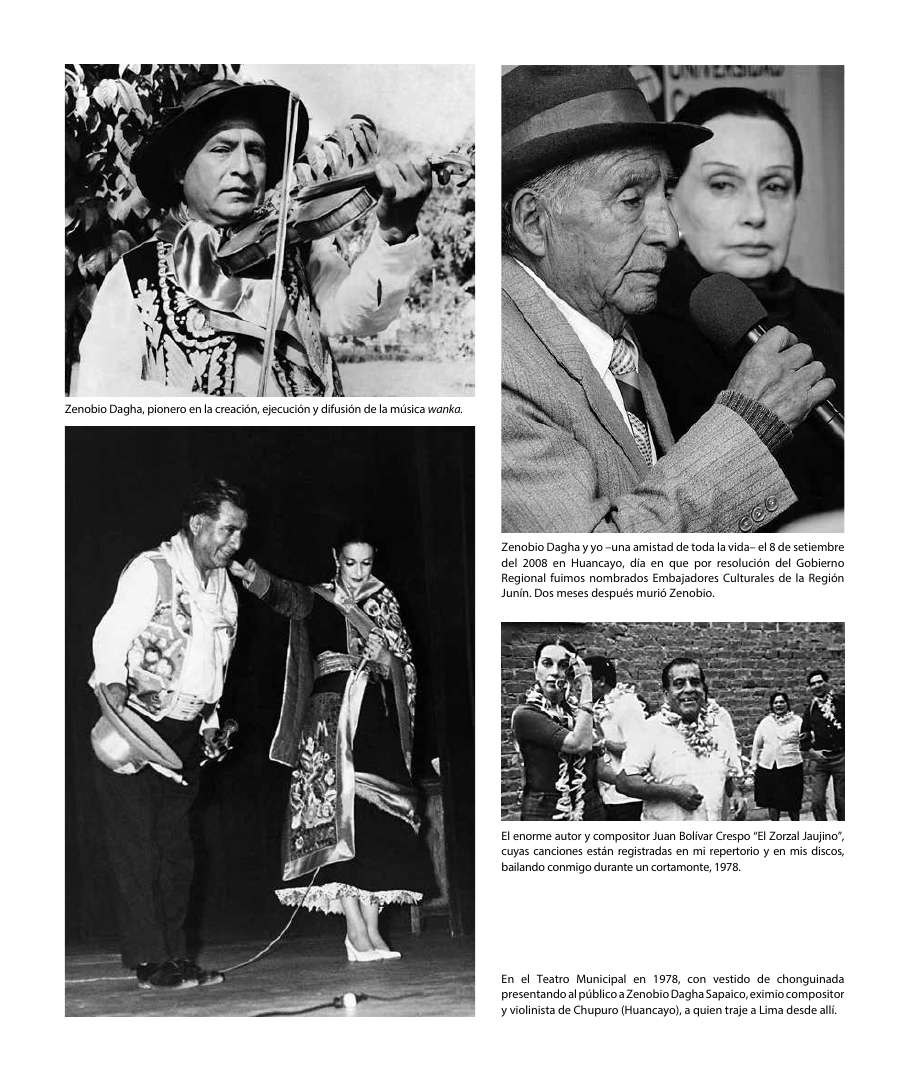 UNIVERSIDAD
Zenobio Dagha, pionero en la creación, ejecución y difusión de la música wanka.
Zenobio Dagha y yo –una amistad de toda la vida– el 8 de setiembre
del 2008 en Huancayo, día en que por resolución del Gobierno
Regional fuimos nombrados Embajadores Culturales de la Región
Junín. Dos meses después murió Zenobio.
El enorme autor y compositor Juan Bolívar Crespo “El Zorzal Jaujino”,
cuyas canciones están registradas en mi repertorio y en mis discos,
bailando conmigo durante un cortamonte, 1978.
En el Teatro Municipal en 1978, con vestido de chonguinada
presentando al público a Zenobio Dagha Sapaico, eximio compositor
y violinista de Chupuro (Huancayo), a quien traje a Lima desde allí.